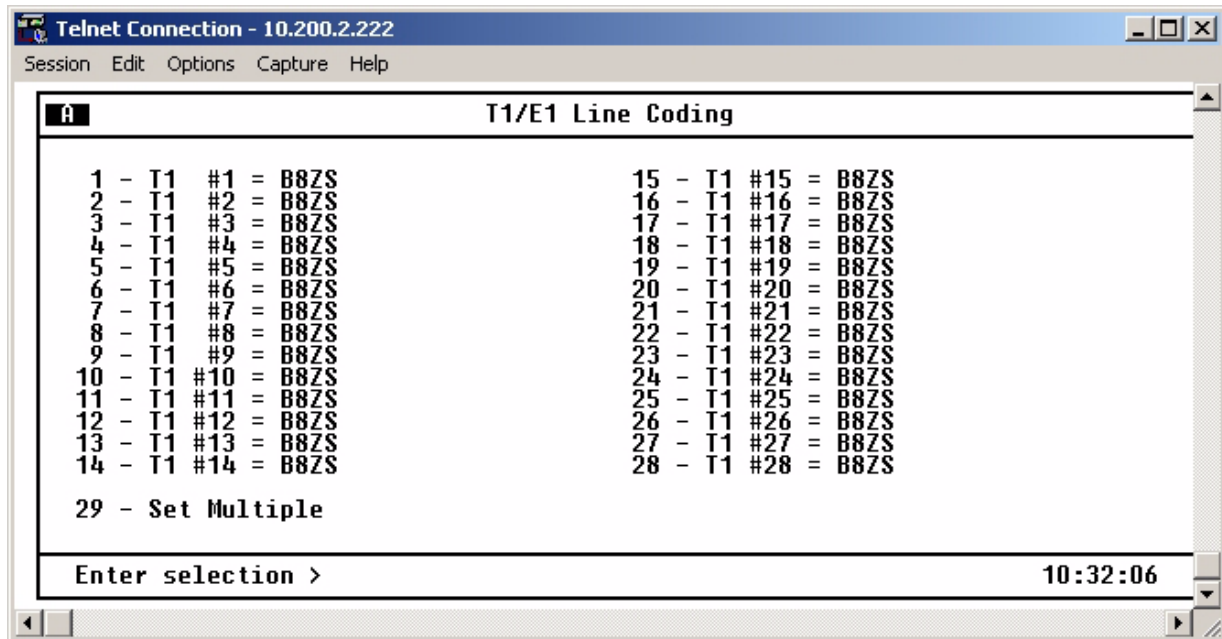 Telnet Connection - 10.200.2.222
Session Edit Options Capture Help
A T1/E1 Line Coding
1 - T1 #1 = B8ZS 15 - T1 #15 = B8ZS
2 - T1 #2 = B8ZS 16 - T1 #16 = B8ZS
3 - T1 #3 = B8ZS 17 - T1 #17 = B8ZS
4 - T1 #4 = B8ZS 18 - T1 #18 = B8ZS
5 - T1 #5 = B8ZS 19 - T1 #19 = B8ZS
6 - T1 #6 = B8ZS 20 - T1 #20 = B8ZS
7 - T1 #7 = B8ZS 21 - T1 #21 = B8ZS
8 - T1 #8 = B8ZS 22 - T1 #22 = B8ZS
9 - T1 #9 = B8ZS 23 - T1 #23 = B8ZS
10 - T1 #10 = B8ZS 24 - T1 #24 = B8ZS
11 - T1 #11 = B8ZS 25 - T1 #25 = B8ZS
12 - T1 #12 = B8ZS 26 - T1 #26 = B8ZS
13 - T1 #13 = B8ZS 27 - T1 #27 = B8ZS
14 - T1 #14 = B8ZS 28 - T1 #28 = B8ZS
29 - Set Multiple
Enter selection > 10:32:06